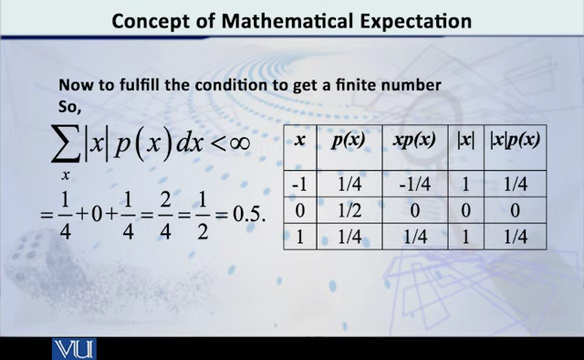 Concept of Mathematical Expectation
Now to fulfill the condition to get a finite number
So,
∑|x|p(x)dx<∞
x
=1/4+0+1/4=2/4=1/2=0.5.
x p(x) xp(x) |x| |x|p(x)
-1 1/4 -1/4 1 1/4
0 1/2 0 0 0
1 1/4 1/4 1 1/4
VU